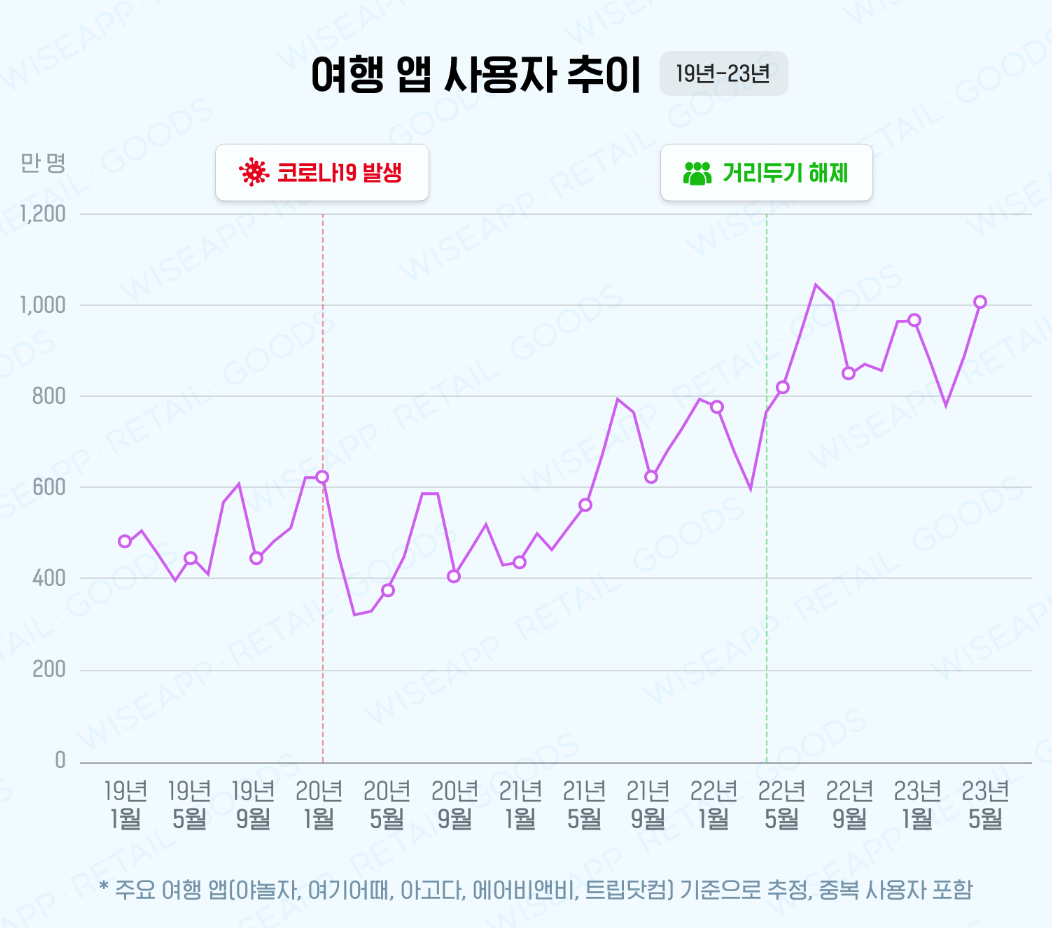 여행 앱 사용자 추이 19년-23년
만 명
코로나19 발생
거리두기 해제
1,200
1,000
800
600
400
200
0
19년 1월
19년 5월
19년 9월
20년 1월
20년 5월
20년 9월
21년 1월
21년 5월
21년 9월
22년 1월
22년 5월
22년 9월
23년 1월
23년 5월
* 주요 여행 앱(야놀자, 여기어때, 아고다, 에어비앤비, 트립닷컴) 기준으로 추정, 중복 사용자 포함
WISEAPP · RETAIL · GOODS